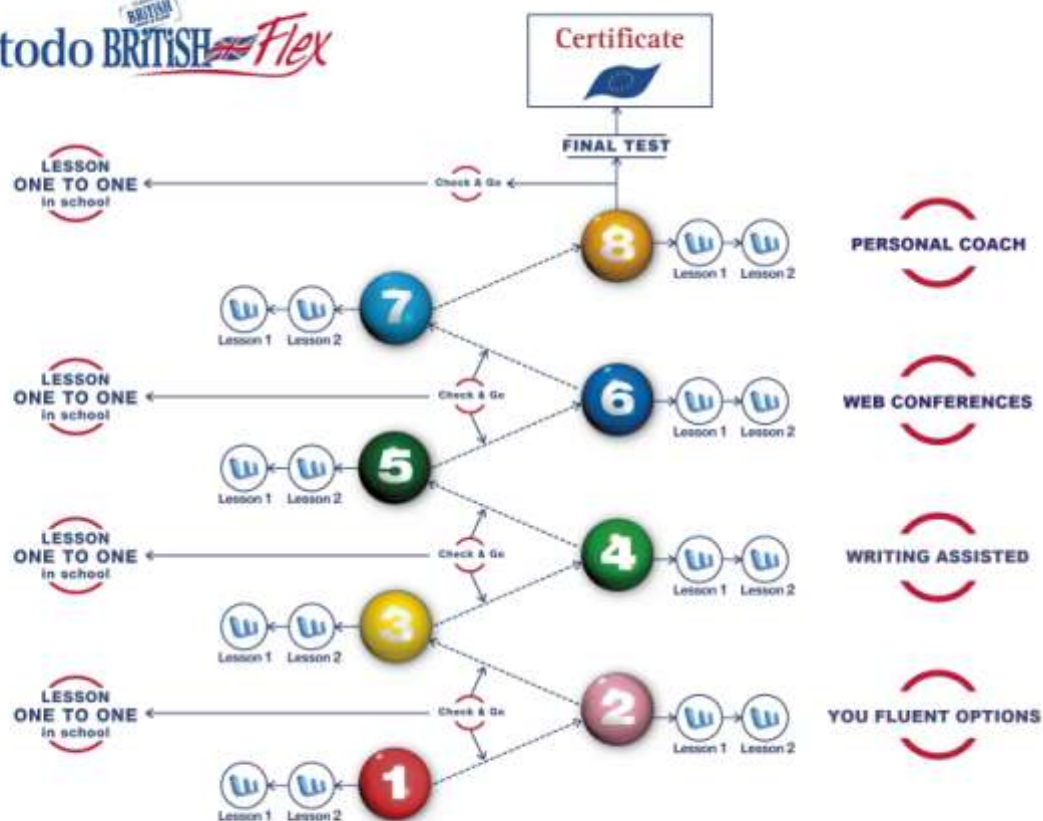 BRITISH
todo BRITISH Flex
Certificate
FINAL TEST
LESSON
ONE TO ONE
in school
Check & Go
8
Lesson 1 Lesson 2
PERSONAL COACH
7
Lesson 1 Lesson 2
LESSON
ONE TO ONE
in school
Check & Go
6
Lesson 1 Lesson 2
WEB CONFERENCES
5
Lesson 1 Lesson 2
LESSON
ONE TO ONE
in school
Check & Go
4
Lesson 1 Lesson 2
WRITING ASSISTED
3
Lesson 1 Lesson 2
LESSON
ONE TO ONE
in school
Check & Go
2
Lesson 1 Lesson 2
YOU FLUENT OPTIONS
1
Lesson 1 Lesson 2